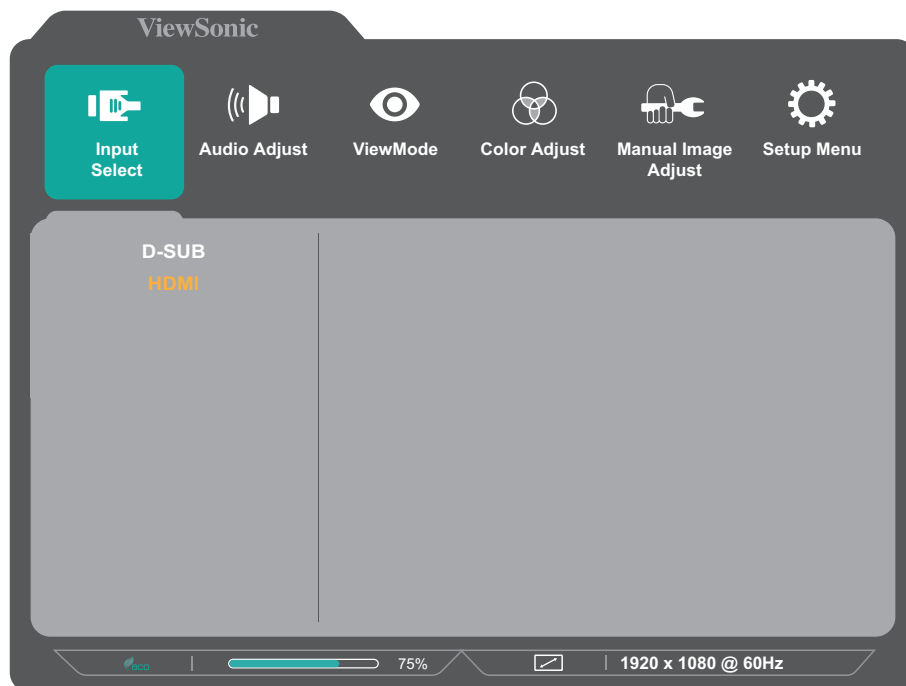 ViewSonic
Input Select
Audio Adjust
ViewMode
Color Adjust
Manual Image Adjust
Setup Menu
D-SUB
HDMI
eco
75%
1920 x 1080 @ 60Hz